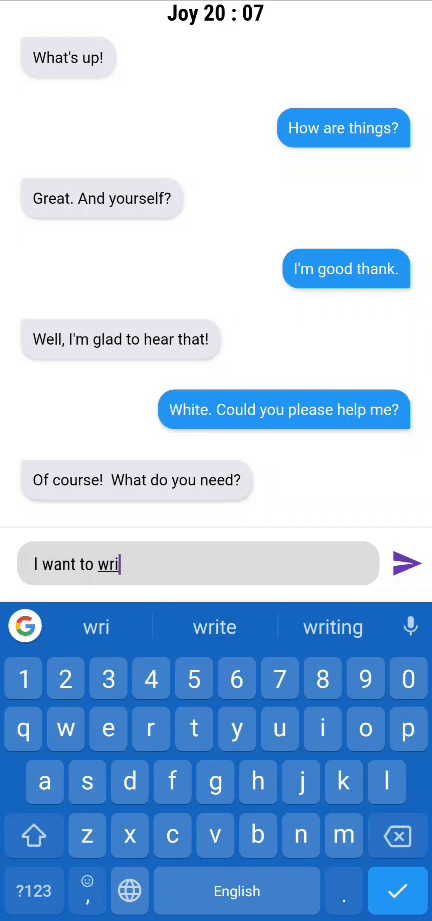 Joy 20 : 07
What's up!
How are things?
Great. And yourself?
I'm good thank.
Well, I'm glad to hear that!
White. Could you please help me?
Of course!  What do you need?
I want to wri
G wri write writing
1 2 3 4 5 6 7 8 9 0
q w e r t y u i o p
a s d f g h j k l
z x c v b n m
?123 , English .